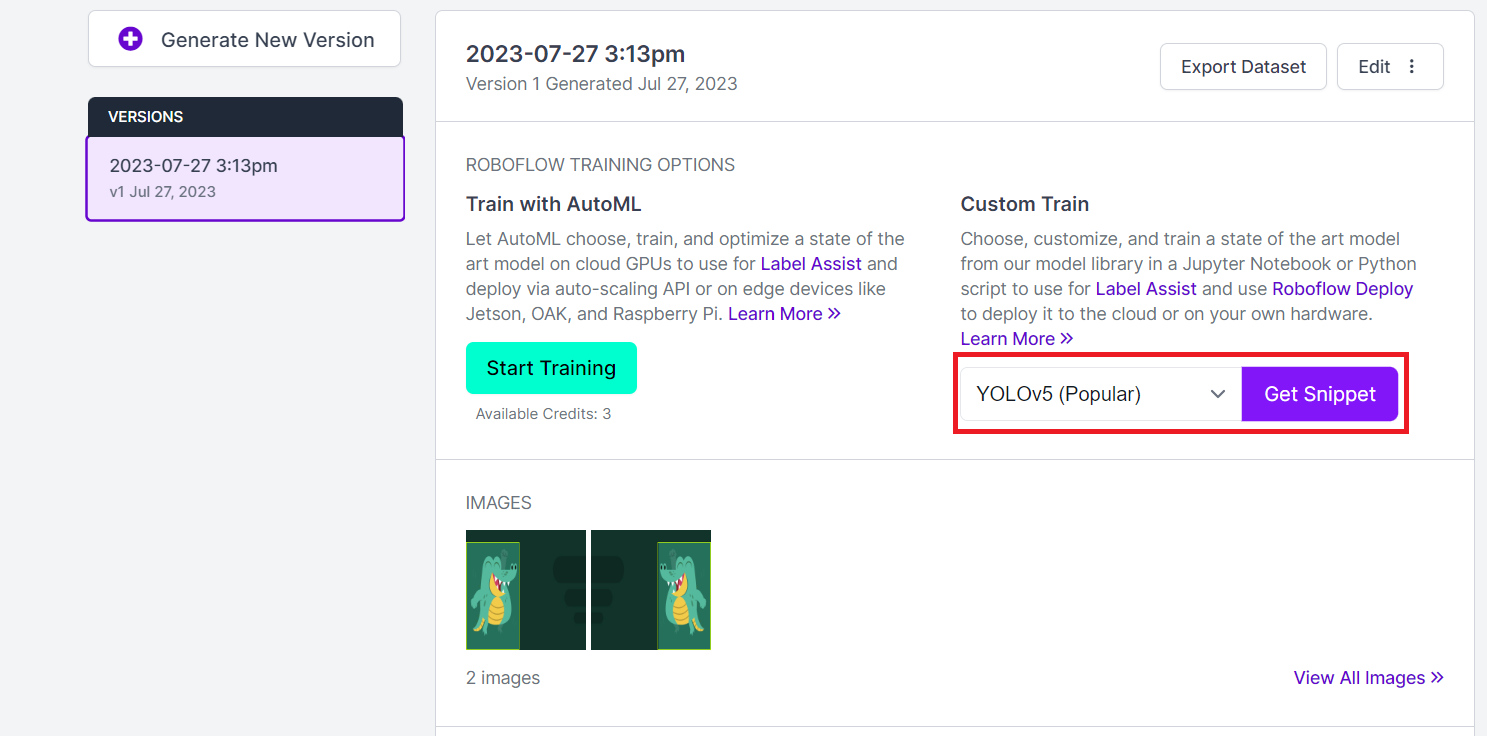 Generate New Version
VERSIONS
2023-07-27 3:13pm
v1 Jul 27, 2023
2023-07-27 3:13pm
Version 1 Generated Jul 27, 2023
Export Dataset
Edit
ROBOFLOW TRAINING OPTIONS
Train with AutoML
Let AutoML choose, train, and optimize a state of the
art model on cloud GPUs to use for Label Assist and
deploy via auto-scaling API or on edge devices like
Jetson, OAK, and Raspberry Pi. Learn More »
Start Training
Available Credits: 3
Custom Train
Choose, customize, and train a state of the art model
from our model library in a Jupyter Notebook or Python
script to use for Label Assist and use Roboflow Deploy
to deploy it to the cloud or on your own hardware.
Learn More »
YOLOv5 (Popular)
Get Snippet
IMAGES
2 images
View All Images »